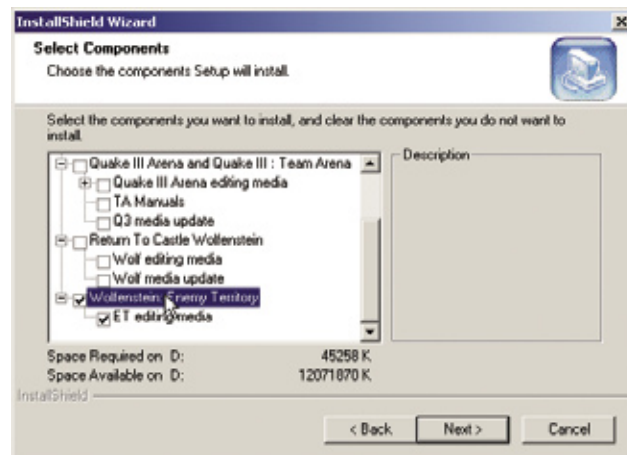 InstallShield Wizard
Select Components
Choose the components Setup will install.
Select the components you want to install, and clear the components you do not want to
install.
Description
Quake III Arena and Quake III : Team Arena
Quake III Arena editing media
TA Manuals
Q3 media update
Return To Castle Wolfenstein
Wolf editing media
Wolf media update
Wolfenstein: Enemy Territory
ET editing media
Space Required on D: 45258 K
Space Available on D: 12071870 K
InstallShield
< Back Next > Cancel